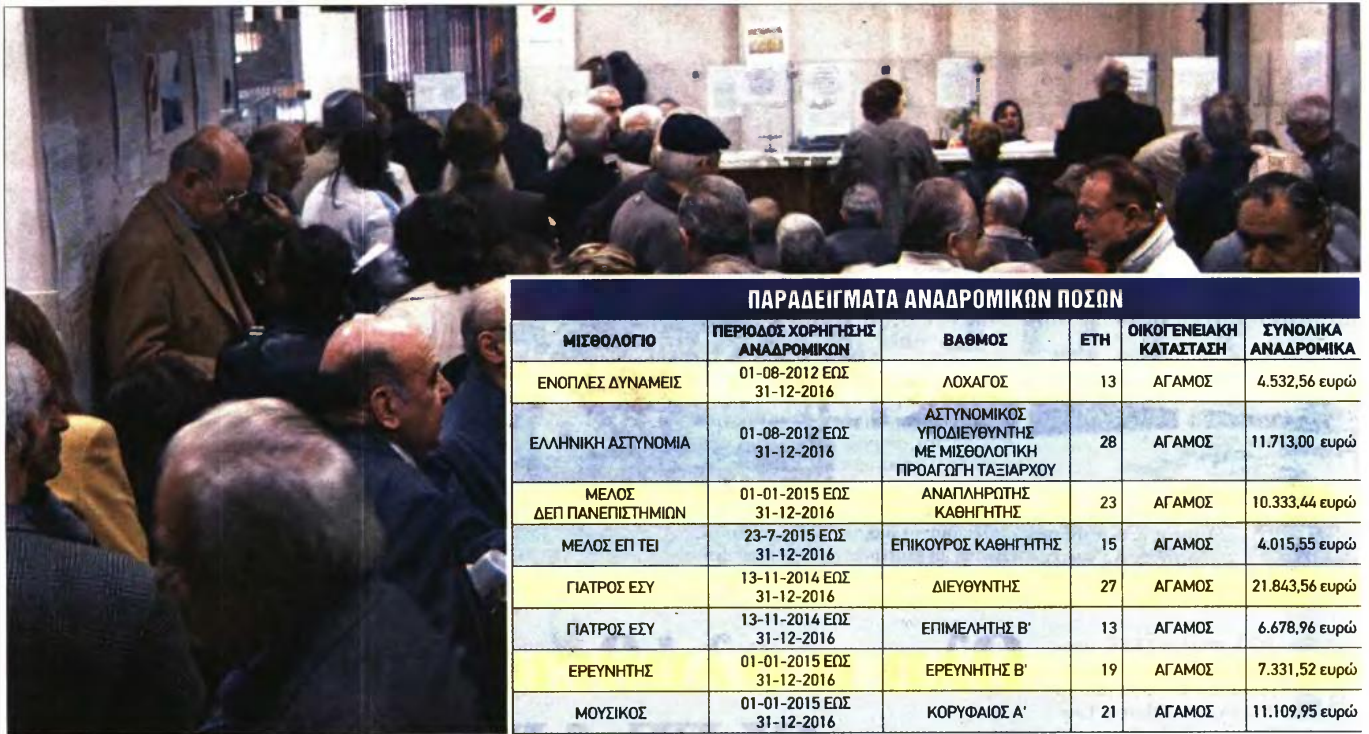 ΠΑΡΑΔΕΙΓΜΑΤΑ ΑΝΑΔΡΟΜΙΚΩΝ ΠΟΣΩΝ
ΜΙΣΘΟΛΟΓΙΟ ΠΕΡΙΟΔΟΣ ΧΟΡΗΓΗΣΗΣ ΑΝΑΔΡΟΜΙΚΩΝ ΒΑΘΜΟΣ ΕΤΗ ΟΙΚΟΓΕΝΕΙΑΚΗ ΚΑΤΑΣΤΑΣΗ ΣΥΝΟΛΙΚΑ ΑΝΑΔΡΟΜΙΚΑ
ΕΝΟΠΛΕΣ ΔΥΝΑΜΕΙΣ 01-08-2012 ΕΩΣ 31-12-2016 ΛΟΧΑΓΟΣ 13 ΑΓΑΜΟΣ 4.532,56 ευρώ
ΕΛΛΗΝΙΚΗ ΑΣΤΥΝΟΜΙΑ 01-08-2012 ΕΩΣ 31-12-2016 ΑΣΤΥΝΟΜΙΚΟΣ ΥΠΟΔΙΕΥΘΥΝΤΗΣ ΜΕ ΜΙΣΘΟΛΟΓΙΚΗ ΠΡΟΑΓΩΓΗ ΤΑΞΙΑΡΧΟΥ 28 ΑΓΑΜΟΣ 11.713,00 ευρώ
ΜΕΛΟΣ ΔΕΠ ΠΑΝΕΠΙΣΤΗΜΙΩΝ 01-01-2015 ΕΩΣ 31-12-2016 ΑΝΑΠΛΗΡΩΤΗΣ ΚΑΘΗΓΗΤΗΣ 23 ΑΓΑΜΟΣ 10.333,44 ευρώ
ΜΕΛΟΣ ΕΠ ΤΕΙ 23-7-2015 ΕΩΣ 31-12-2016 ΕΠΙΚΟΥΡΟΣ ΚΑΘΗΓΗΤΗΣ 15 ΑΓΑΜΟΣ 4.015,55 ευρώ
ΓΙΑΤΡΟΣ ΕΣΥ 13-11-2014 ΕΩΣ 31-12-2016 ΔΙΕΥΘΥΝΤΗΣ 27 ΑΓΑΜΟΣ 21.843,56 ευρώ
ΓΙΑΤΡΟΣ ΕΣΥ 13-11-2014 ΕΩΣ 31-12-2016 ΕΠΙΜΕΛΗΤΗΣ Β' 13 ΑΓΑΜΟΣ 6.678,96 ευρώ
ΕΡΕΥΝΗΤΗΣ 01-01-2015 ΕΩΣ 31-12-2016 ΕΡΕΥΝΗΤΗΣ Β' 19 ΑΓΑΜΟΣ 7.331,52 ευρώ
ΜΟΥΣΙΚΟΣ 01-01-2015 ΕΩΣ 31-12-2016 ΚΟΡΥΦΑΙΟΣ Α' 21 ΑΓΑΜΟΣ 11.109,95 ευρώ